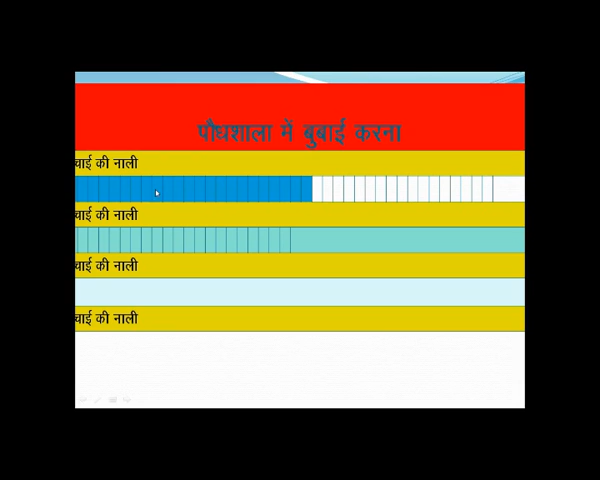 पौधशाला में बुबाई करना
चाई की नाली
चाई की नाली
चाई की नाली
चाई की नाली